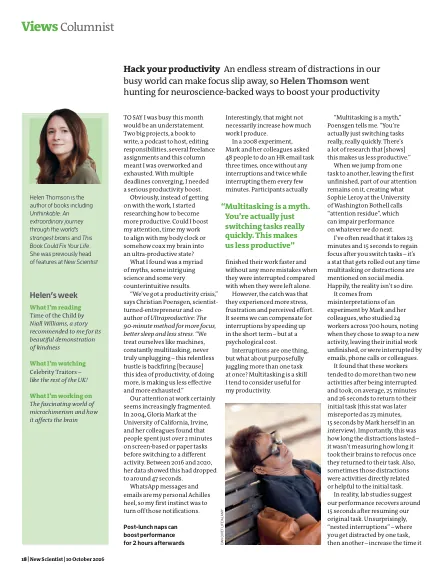 Views Columnist
Hack your productivity An endless stream of distractions in our
busy world can make focus slip away, so Helen Thomson went
hunting for neuroscience-backed ways to boost your productivity
Helen Thomson is the
author of books including
Unthinkable: An
extraordinary journey
through the world's
strangest brains and This
Book Could Fix Your Life.
She was previously head
of features at New Scientist
Helen's week
What I'm reading
Time of the Child by
Niall Williams, a story
recommended to me for its
beautiful demonstration
of kindness
What I'm watching
Celebrity Traitors –
like the rest of the UK!
What I'm working on
The fascinating world of
microchimerism and how
it affects the brain
TO SAY I was busy this month
would be an understatement.
Two big projects, a book to
write, a podcast to host, editing
responsibilities, several freelance
assignments and this column
meant I was overworked and
exhausted. With multiple
deadlines converging, I needed
a serious productivity boost.
Obviously, instead of getting
on with the work, I started
researching how to become
more productive. Could I boost
my attention, time my work
to align with my body clock or
somehow coax my brain into
an ultra-productive state?
What I found was a myriad
of myths, some intriguing
science and some very
counterintuitive results.
"We've got a productivity crisis,"
says Christian Poensgen, scientist-
turned-entrepreneur and co-
author of Ultraproductive: The
90-minute method for more focus,
better sleep and less stress. "We
treat ourselves like machines,
constantly multitasking, never
truly unplugging – this relentless
hustle is backfiring [because]
this idea of productivity, of doing
more, is making us less effective
and more exhausted."
Our attention at work certainly
seems increasingly fragmented.
In 2004, Gloria Mark at the
University of California, Irvine,
and her colleagues found that
people spent just over 2 minutes
on screen-based or paper tasks
before switching to a different
activity. Between 2016 and 2020,
her data showed this had dropped
to around 47 seconds.
WhatsApp messages and
emails are my personal Achilles
heel, so my first instinct was to
turn off those notifications.
Post-lunch naps can
boost performance
for 2 hours afterwards
Interestingly, that might not
necessarily increase how much
work I produce.
In a 2008 experiment,
Mark and her colleagues asked
48 people to do an HR email task
three times, once without any
interruptions and twice while
interrupting them every few
minutes. Participants actually
"Multitasking is a myth.
You're actually just
switching tasks really
quickly. This makes
us less productive"
finished their work faster and
without any more mistakes when
they were interrupted compared
with when they were left alone.
However, the catch was that
they experienced more stress,
frustration and perceived effort.
It seems we can compensate for
interruptions by speeding up
in the short term – but at a
psychological cost.
Interruptions are one thing,
but what about purposefully
juggling more than one task
at once? Multitasking is a skill
I tend to consider useful for
my productivity.
"Multitasking is a myth,"
Poensgen tells me. "You're
actually just switching tasks
really, really quickly. There's
a lot of research that [shows]
this makes us less productive."
When we jump from one
task to another, leaving the first
unfinished, part of our attention
remains on it, creating what
Sophie Leroy at the University
of Washington Bothell calls
"attention residue", which
can impair performance
on whatever we do next.
I've often read that it takes 23
minutes and 15 seconds to regain
focus after you switch tasks – it's
a stat that gets rolled out any time
multitasking or distractions are
mentioned on social media.
Happily, the reality isn't so dire.
It comes from
misinterpretations of an
experiment by Mark and her
colleagues, who studied 24
workers across 700 hours, noting
when they chose to swap to a new
activity, leaving their initial work
unfinished, or were interrupted by
emails, phone calls or colleagues.
It found that these workers
tended to do more than two new
activities after being interrupted
and took, on average, 25 minutes
and 26 seconds to return to their
initial task (this stat was later
misreported as 23 minutes,
15 seconds by Mark herself in an
interview). Importantly, this was
how long the distractions lasted –
it wasn't measuring how long it
took their brains to refocus once
they returned to their task. Also,
sometimes those distractions
were activities directly related
or helpful to the initial task.
In reality, lab studies suggest
our performance recovers around
15 seconds after resuming our
original task. Unsurprisingly,
"nested interruptions" – where
you get distracted by one task,
then another – increase the time it
18 | New Scientist | 10 October 2026